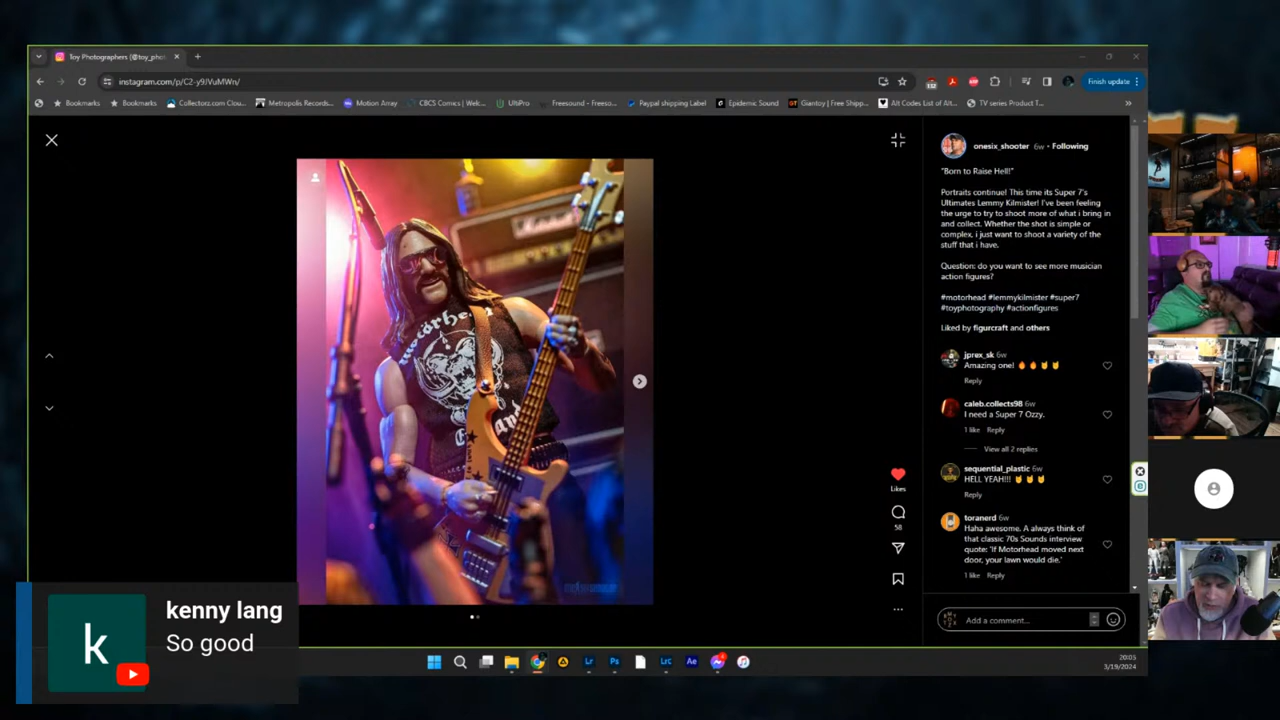 Toy Photographers (@toy_phot
instagram.com/p/C2-y9JVuMWn/
Finish update
Bookmarks
Bookmarks
Collectorz.com Clou...
Metropolis Records...
Motion Array
CBCS Comics | Welc...
UltiPro
Freesound - Freeso...
Paypal shipping Label
Epidemic Sound
Giantoy | Free Shipp...
Alt Codes List of Alt...
TV series Product T...
onesix_shooter 6w • Following
"Born to Raise Hell!"
Portraits continue! This time its Super 7's
Ultimates Lemmy Kilmister! I've been feeling
the urge to try to shoot more of what i bring in
and collect. Whether the shot is simple or
complex, i just want to shoot a variety of the
stuff that i have.
Question: do you want to see more musician
action figures?
#motorhead #lemmykilmister #super7
#toyphotography #actionfigures
Liked by figurcraft and others
jprex_sk 6w
Amazing one! 🔥🔥🤘🤘
Reply
caleb.collects98 6w
I need a Super 7 Ozzy.
1 like Reply
View all 2 replies
sequential_plastic 6w
HELL YEAH!!! 🤘🤘🤘
Reply
toranerd 6w
Haha awesome. A always think of
that classic 70s Sounds interview
quote: 'If Motorhead moved next
door, your lawn would die.'
1 like Reply
Likes
58
Add a comment...
Motörhead
England
k
kenny lang
So good
Lr
Ps
LrC
Ae
20:03
3/19/2024